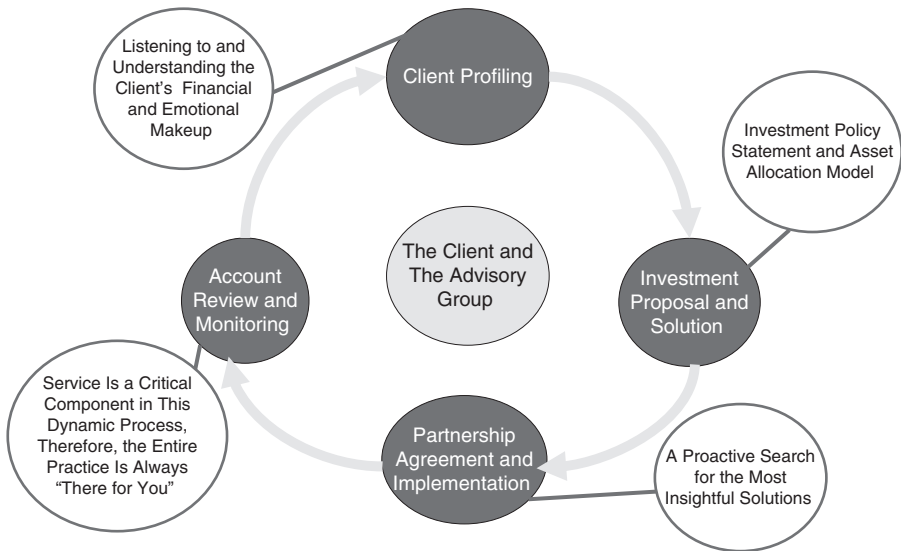 Listening to and
Understanding the
Client's Financial
and Emotional
Makeup
Client Profiling
Investment Policy
Statement and Asset
Allocation Model
The Client and
The Advisory
Group
Account
Review and
Monitoring
Investment
Proposal and
Solution
Service Is a Critical
Component in This
Dynamic Process,
Therefore, the Entire
Practice Is Always
“There for You”
Partnership
Agreement and
Implementation
A Proactive Search
for the Most
Insightful Solutions